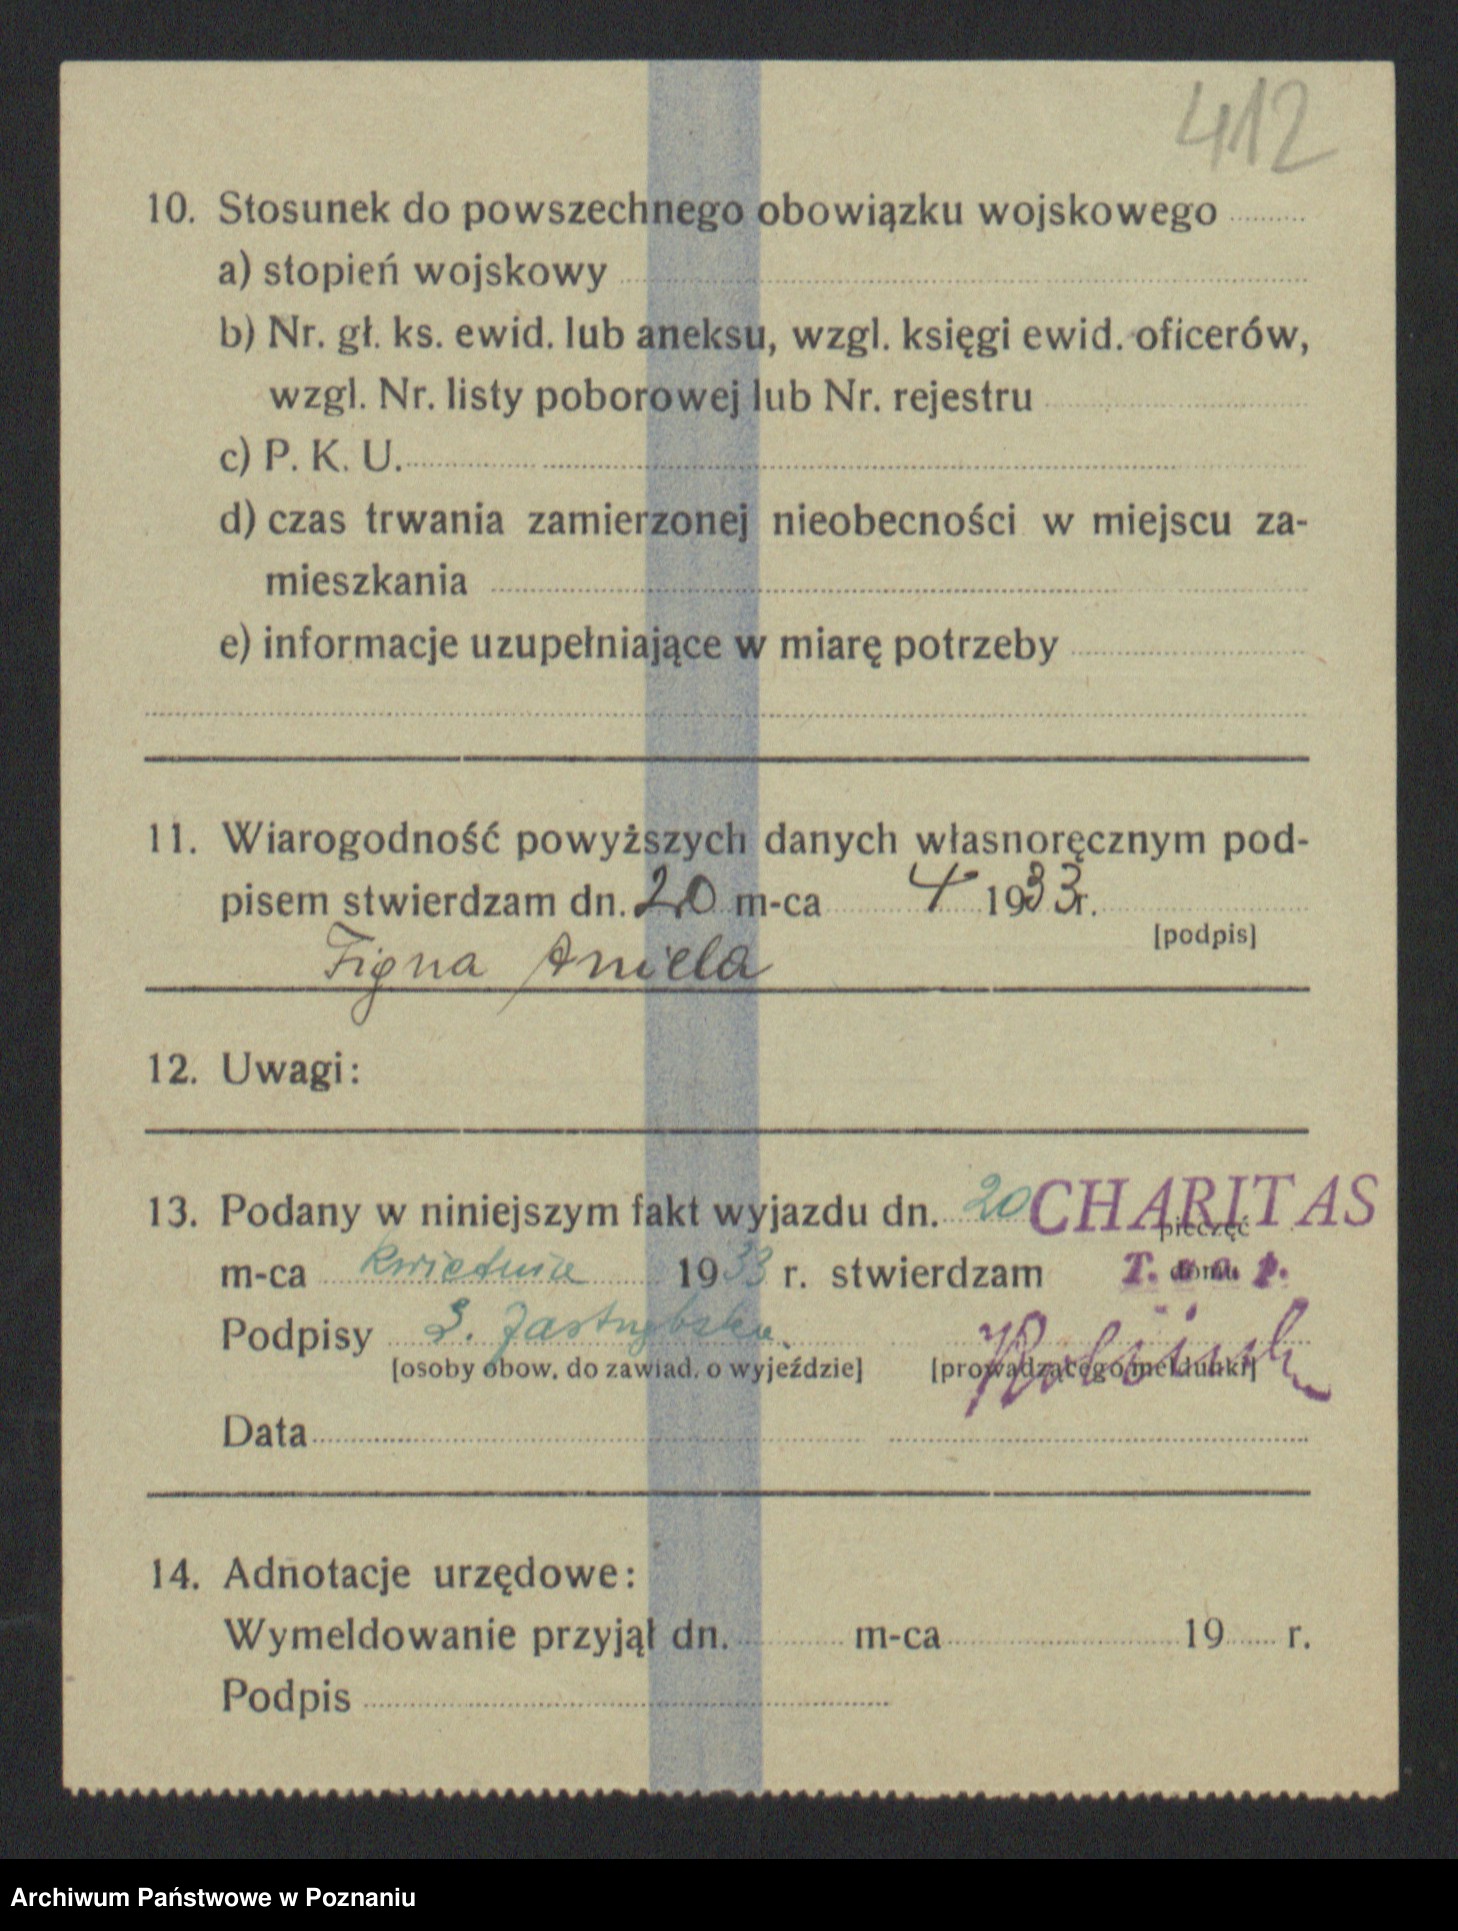 412
10. Stosunek do powszechnego obowiązku wojskowego
a) stopień wojskowy
b) Nr. gł. ks. ewid. lub aneksu, wzgl. księgi ewid. oficerów,
wzgl. Nr. listy poborowej lub Nr. rejestru
c) P. K. U.
d) czas trwania zamierzonej nieobecności w miejscu za-
mieszkania
e) informacje uzupełniające w miarę potrzeby
11. Wiarogodność powyższych danych własnoręcznym pod-
pisem stwierdzam dn. 20 m-ca 4 1933 r.
[podpis]
Figna Aniela
12. Uwagi:
13. Podany w niniejszym fakt wyjazdu dn. 20 CHARITAS
pieczęć
m-ca kwietnia 1933 r. stwierdzam T. z o. p.
domu
Podpisy S. Jastrzębska
[osoby obow. do zawiad. o wyjeździe] [prowadzącego meldunki]
Data
14. Adnotacje urzędowe:
Wymeldowanie przyjął dn. m-ca 19 r.
Podpis
Archiwum Państwowe w Poznaniu